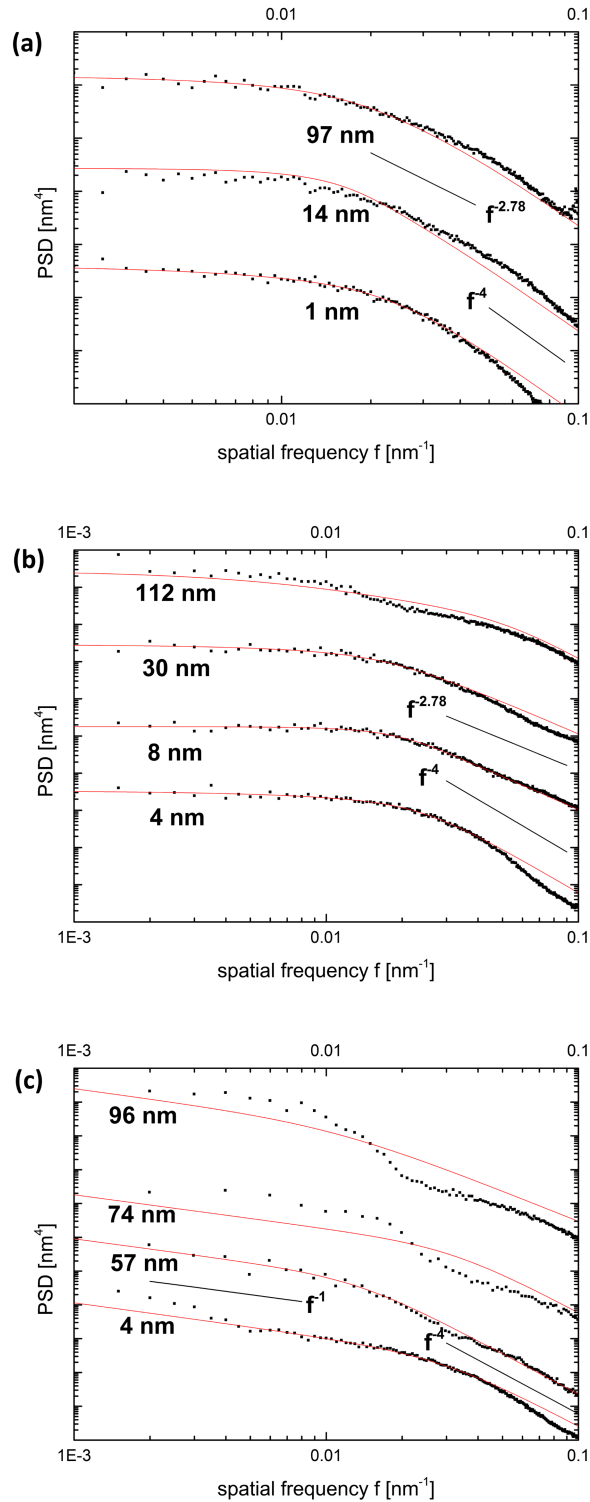 0.01 0.1
(a)
97 nm
f-2.78
14 nm
f-4
1 nm
PSD [nm4]
0.01 0.1
spatial frequency f [nm-1]
1E-3 0.01 0.1
(b)
112 nm
30 nm
f-2.78
8 nm
f-4
4 nm
PSD [nm4]
1E-3 0.01 0.1
spatial frequency f [nm-1]
1E-3 0.01 0.1
(c)
96 nm
74 nm
57 nm
f-1
4 nm
f-4
PSD [nm4]
1E-3 0.01 0.1
spatial frequency f [nm-1]